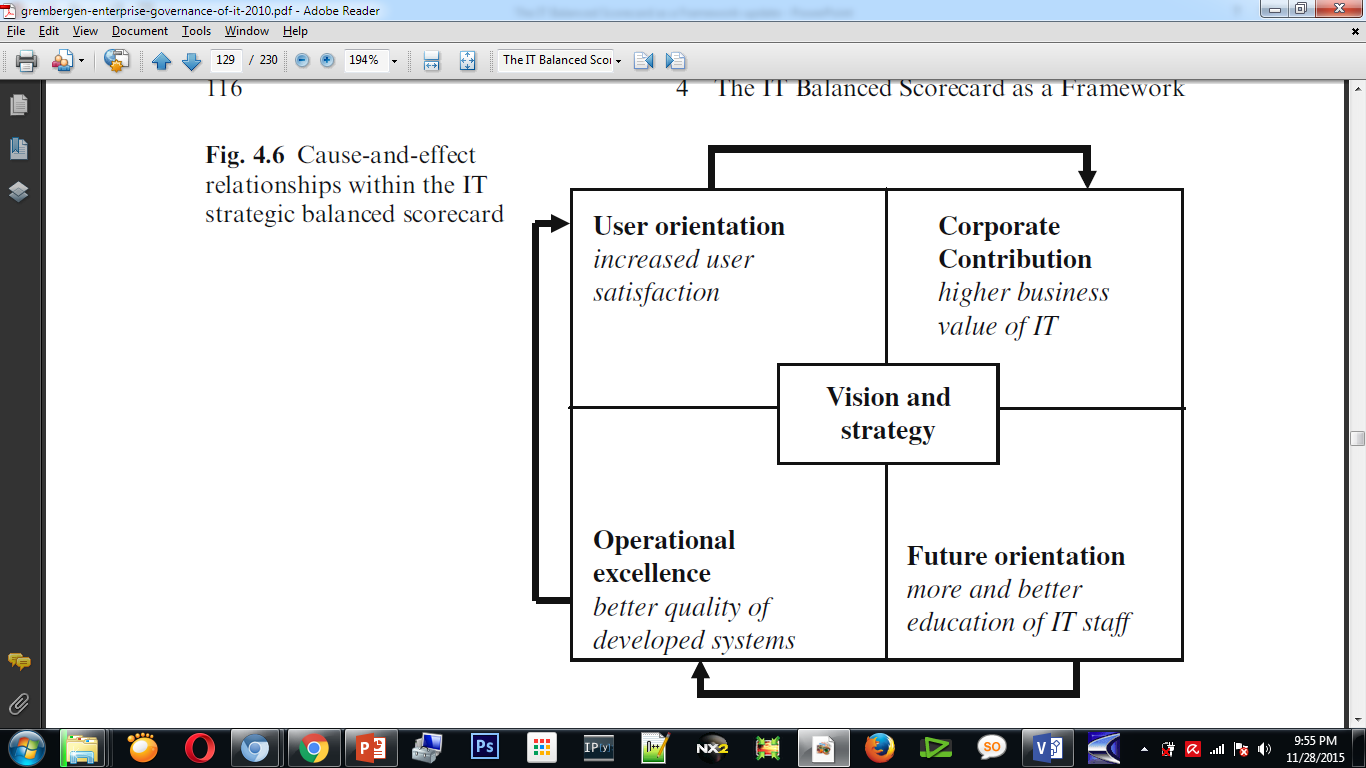 grembergen-enterprise-governance-of-it-2010.pdf - Adobe Reader
File Edit View Document Tools Window Help
129 / 230 194% The IT Balanced Scor
116 4 The IT Balanced Scorecard as a Framework
Fig. 4.6 Cause-and-effect
relationships within the IT
strategic balanced scorecard
User orientation
increased user
satisfaction
Corporate
Contribution
higher business
value of IT
Vision and
strategy
Operational
excellence
better quality of
developed systems
Future orientation
more and better
education of IT staff
Ps IP[y]: N++ NX2 SO V
9:55 PM
11/28/2015